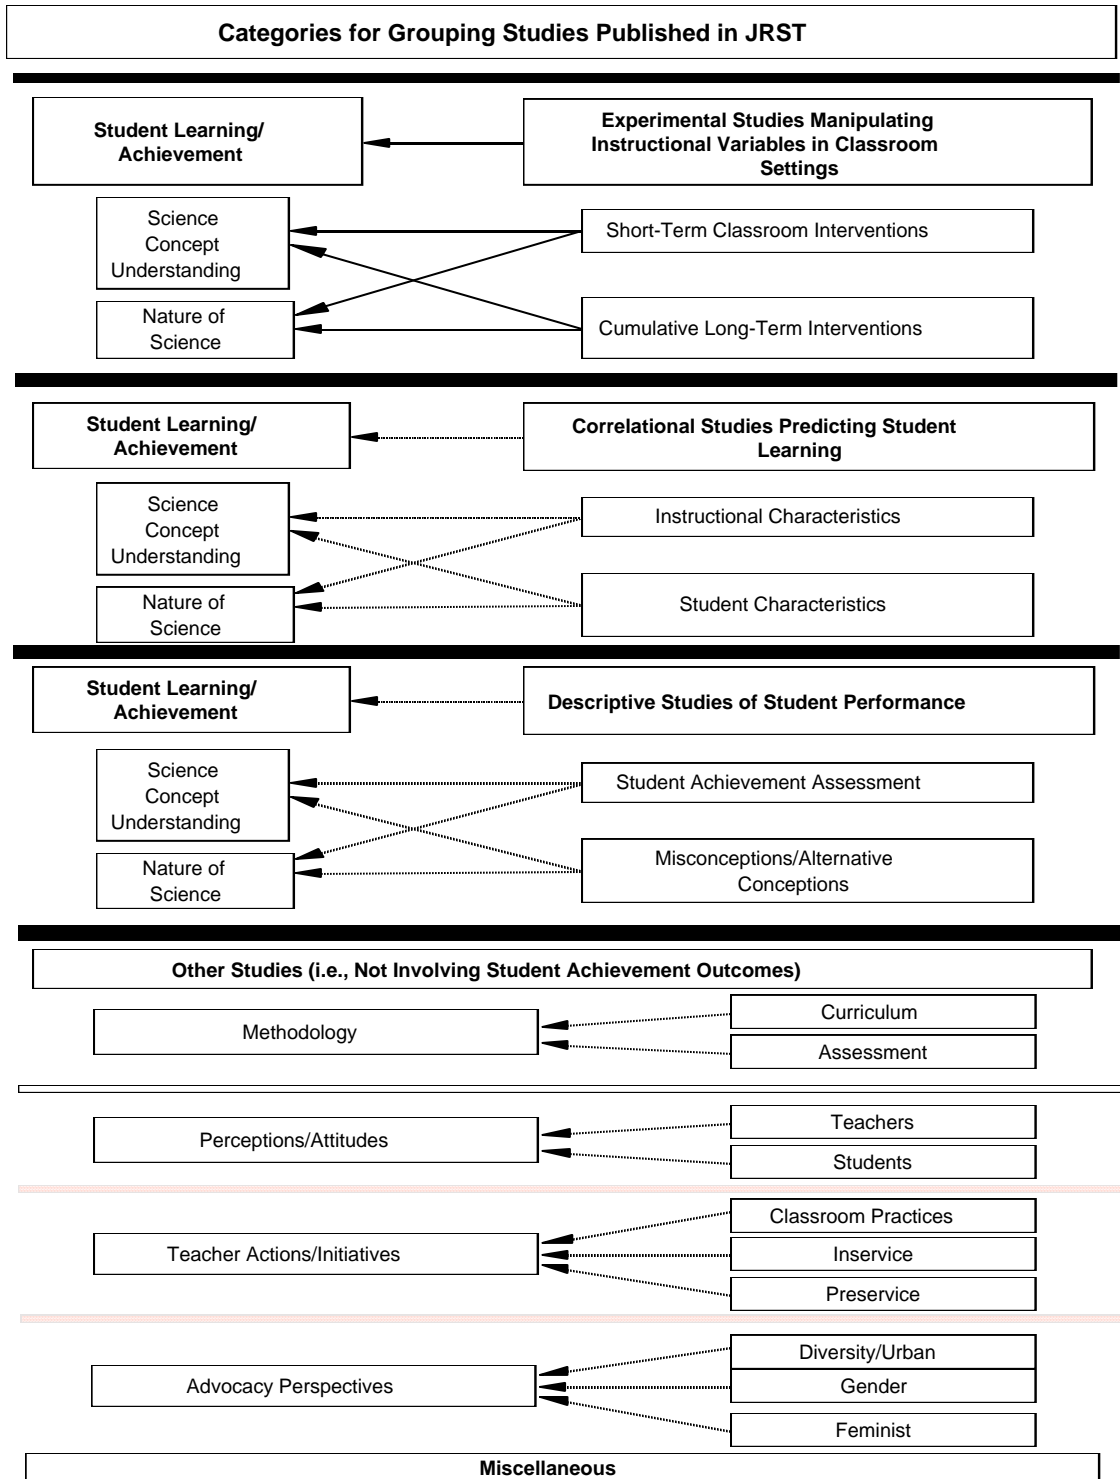 Categories for Grouping Studies Published in JRST
Student Learning/
Achievement
Experimental Studies Manipulating
Instructional Variables in Classroom
Settings
Science
Concept
Understanding
Short-Term Classroom Interventions
Nature of
Science
Cumulative Long-Term Interventions
Student Learning/
Achievement
Correlational Studies Predicting Student
Learning
Science
Concept
Understanding
Instructional Characteristics
Nature of
Science
Student Characteristics
Student Learning/
Achievement
Descriptive Studies of Student Performance
Science
Concept
Understanding
Student Achievement Assessment
Nature of
Science
Misconceptions/Alternative
Conceptions
Other Studies (i.e., Not Involving Student Achievement Outcomes)
Methodology
Curriculum
Assessment
Perceptions/Attitudes
Teachers
Students
Teacher Actions/Initiatives
Classroom Practices
Inservice
Preservice
Advocacy Perspectives
Diversity/Urban
Gender
Feminist
Miscellaneous